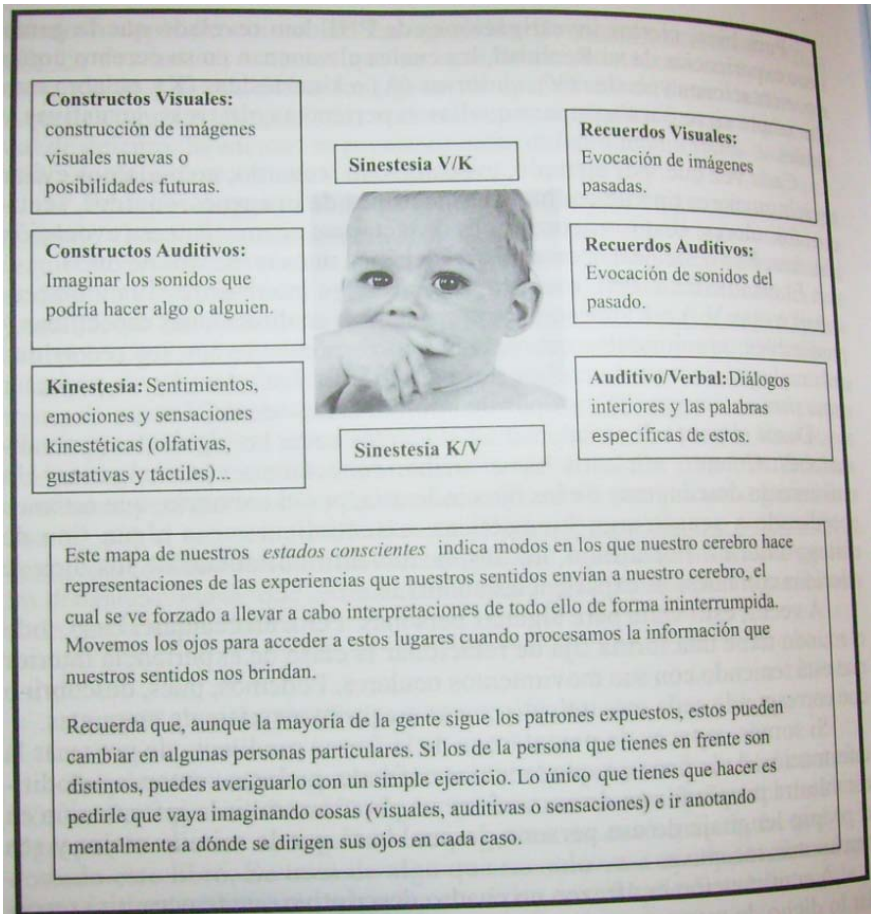 Constructos Visuales:
construcción de imágenes
visuales nuevas o
posibilidades futuras.
Sinestesia V/K
Recuerdos Visuales:
Evocación de imágenes
pasadas.
Constructos Auditivos:
Imaginar los sonidos que
podría hacer algo o alguien.
Recuerdos Auditivos:
Evocación de sonidos del
pasado.
Kinestesia: Sentimientos,
emociones y sensaciones
kinestéticas (olfativas,
gustativas y táctiles)...
Sinestesia K/V
Auditivo/Verbal: Diálogos
interiores y las palabras
específicas de estos.
Este mapa de nuestros estados conscientes indica modos en los que nuestro cerebro hace
representaciones de las experiencias que nuestros sentidos envían a nuestro cerebro, el
cual se ve forzado a llevar a cabo interpretaciones de todo ello de forma ininterrumpida.
Movemos los ojos para acceder a estos lugares cuando procesamos la información que
nuestros sentidos nos brindan.
Recuerda que, aunque la mayoría de la gente sigue los patrones expuestos, estos pueden
cambiar en algunas personas particulares. Si los de la persona que tienes en frente son
distintos, puedes averiguarlo con un simple ejercicio. Lo único que tienes que hacer es
pedirle que vaya imaginando cosas (visuales, auditivas o sensaciones) e ir anotando
mentalmente a dónde se dirigen sus ojos en cada caso.